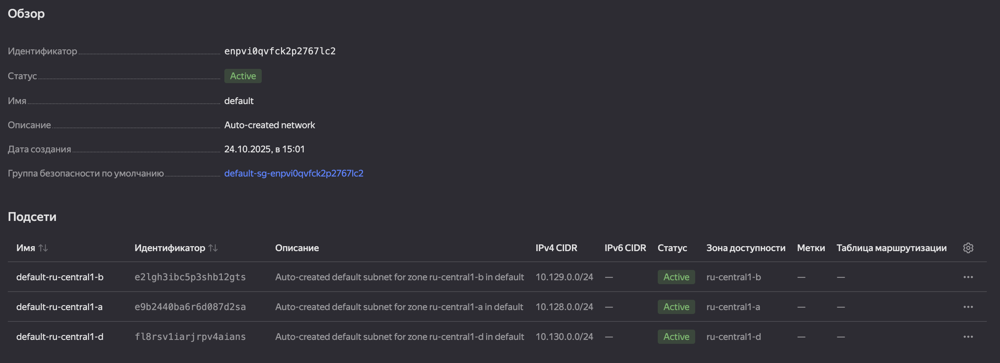 Обзор
Идентификатор enpvi0qvfck2p2767lc2
Статус Active
Имя default
Описание Auto-created network
Дата создания 24.10.2025, в 15:01
Группа безопасности по умолчанию default-sg-enpvi0qvfck2p2767lc2
Подсети
Имя Идентификатор Описание IPv4 CIDR IPv6 CIDR Статус Зона доступности Метки Таблица маршрутизации
default-ru-central1-b e2lgh3ibc5p3shb12gts Auto-created default subnet for zone ru-central1-b in default 10.129.0.0/24 — Active ru-central1-b — —
default-ru-central1-a e9b2440ba6r6d087d2sa Auto-created default subnet for zone ru-central1-a in default 10.128.0.0/24 — Active ru-central1-a — —
default-ru-central1-d fl8rsv1iarjrpv4aians Auto-created default subnet for zone ru-central1-d in default 10.130.0.0/24 — Active ru-central1-d — —